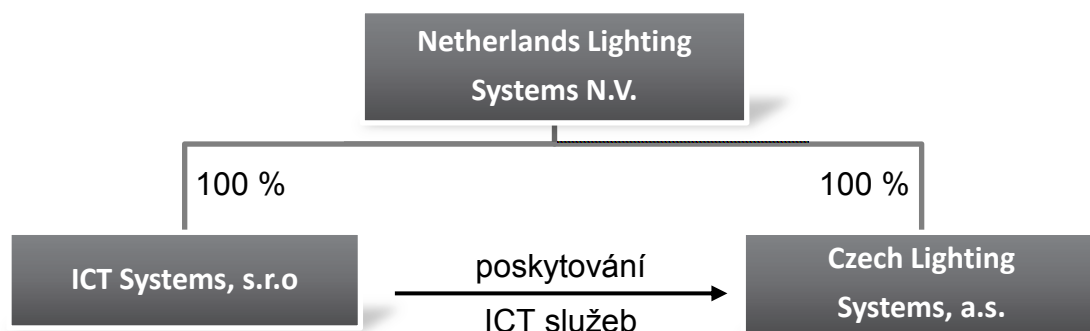 Netherlands Lighting
Systems N.V.
100 %
100 %
ICT Systems, s.r.o
poskytování
ICT služeb
Czech Lighting
Systems, a.s.